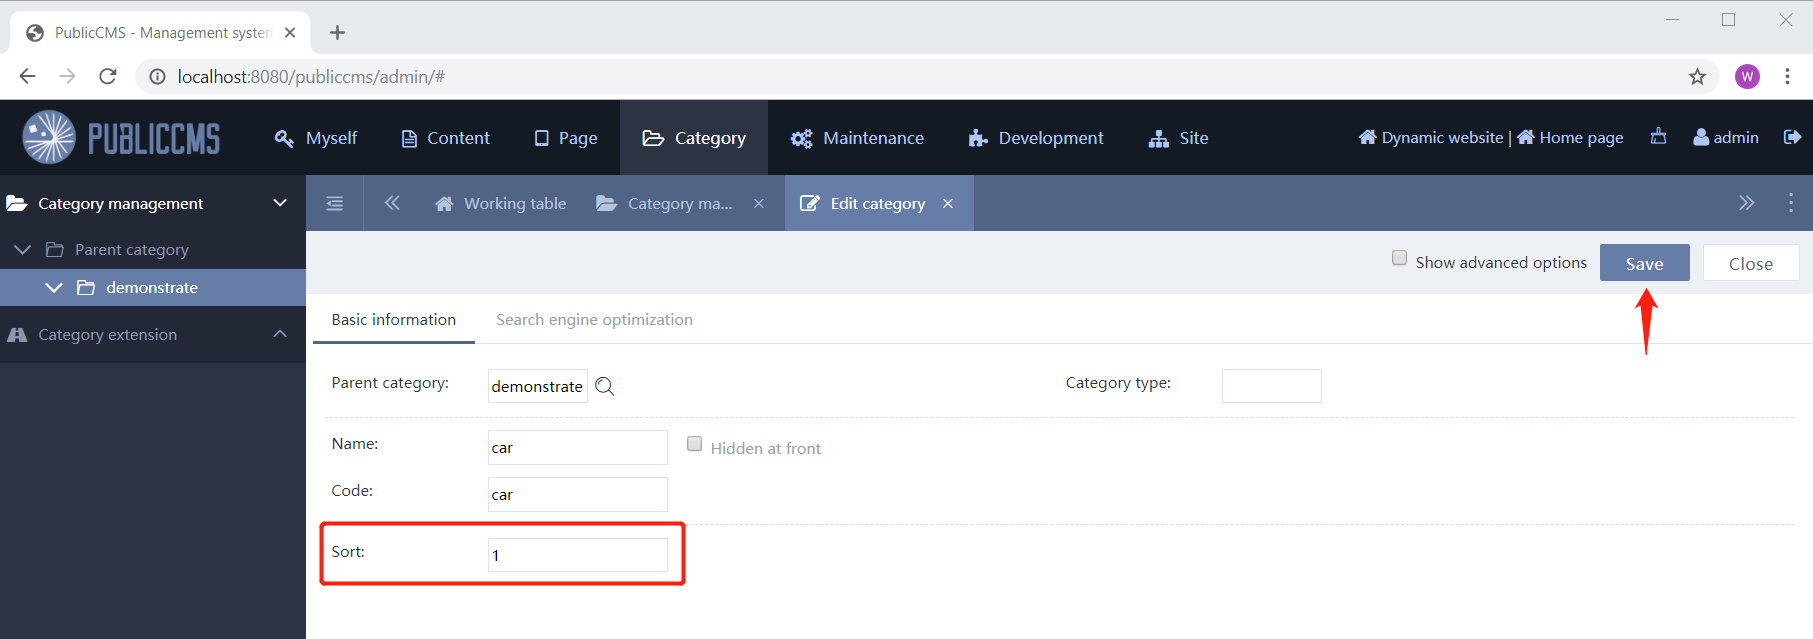 PublicCMS - Management system
localhost:8080/publiccms/admin/#
W
PUBLICCMS
Myself
Content
Page
Category
Maintenance
Development
Site
Dynamic website | Home page
admin
Category management
Working table
Category ma...
Edit category
Parent category
demonstrate
Category extension
Show advanced options
Save
Close
Basic information
Search engine optimization
Parent category:
demonstrate
Category type:
Name:
car
Hidden at front
Code:
car
Sort:
1